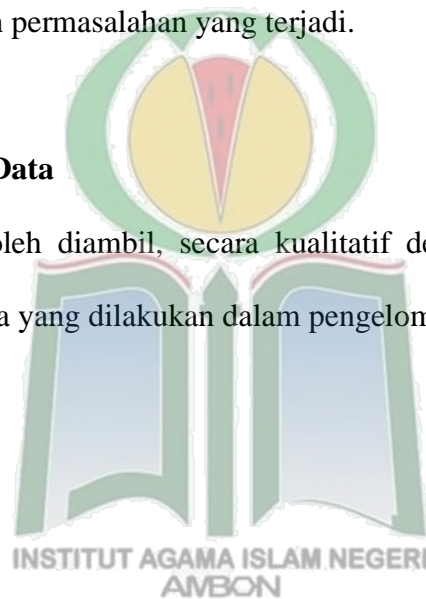 permasalahan yang terjadi.
Data
oleh diambil, secara kualitatif de
a yang dilakukan dalam pengelom
INSTITUT AGAMA ISLAM NEGERI
AMBON